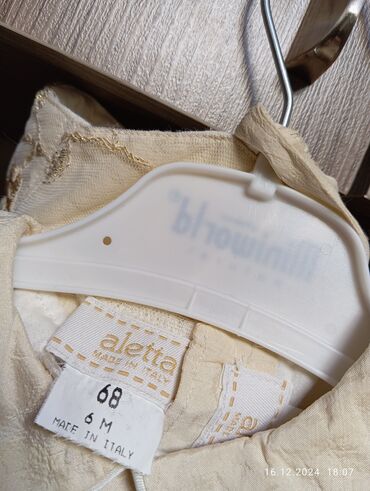 Miniworld
aletta
MADE IN ITALY
68
6 M
MADE IN ITALY
16.12.2024 18:07